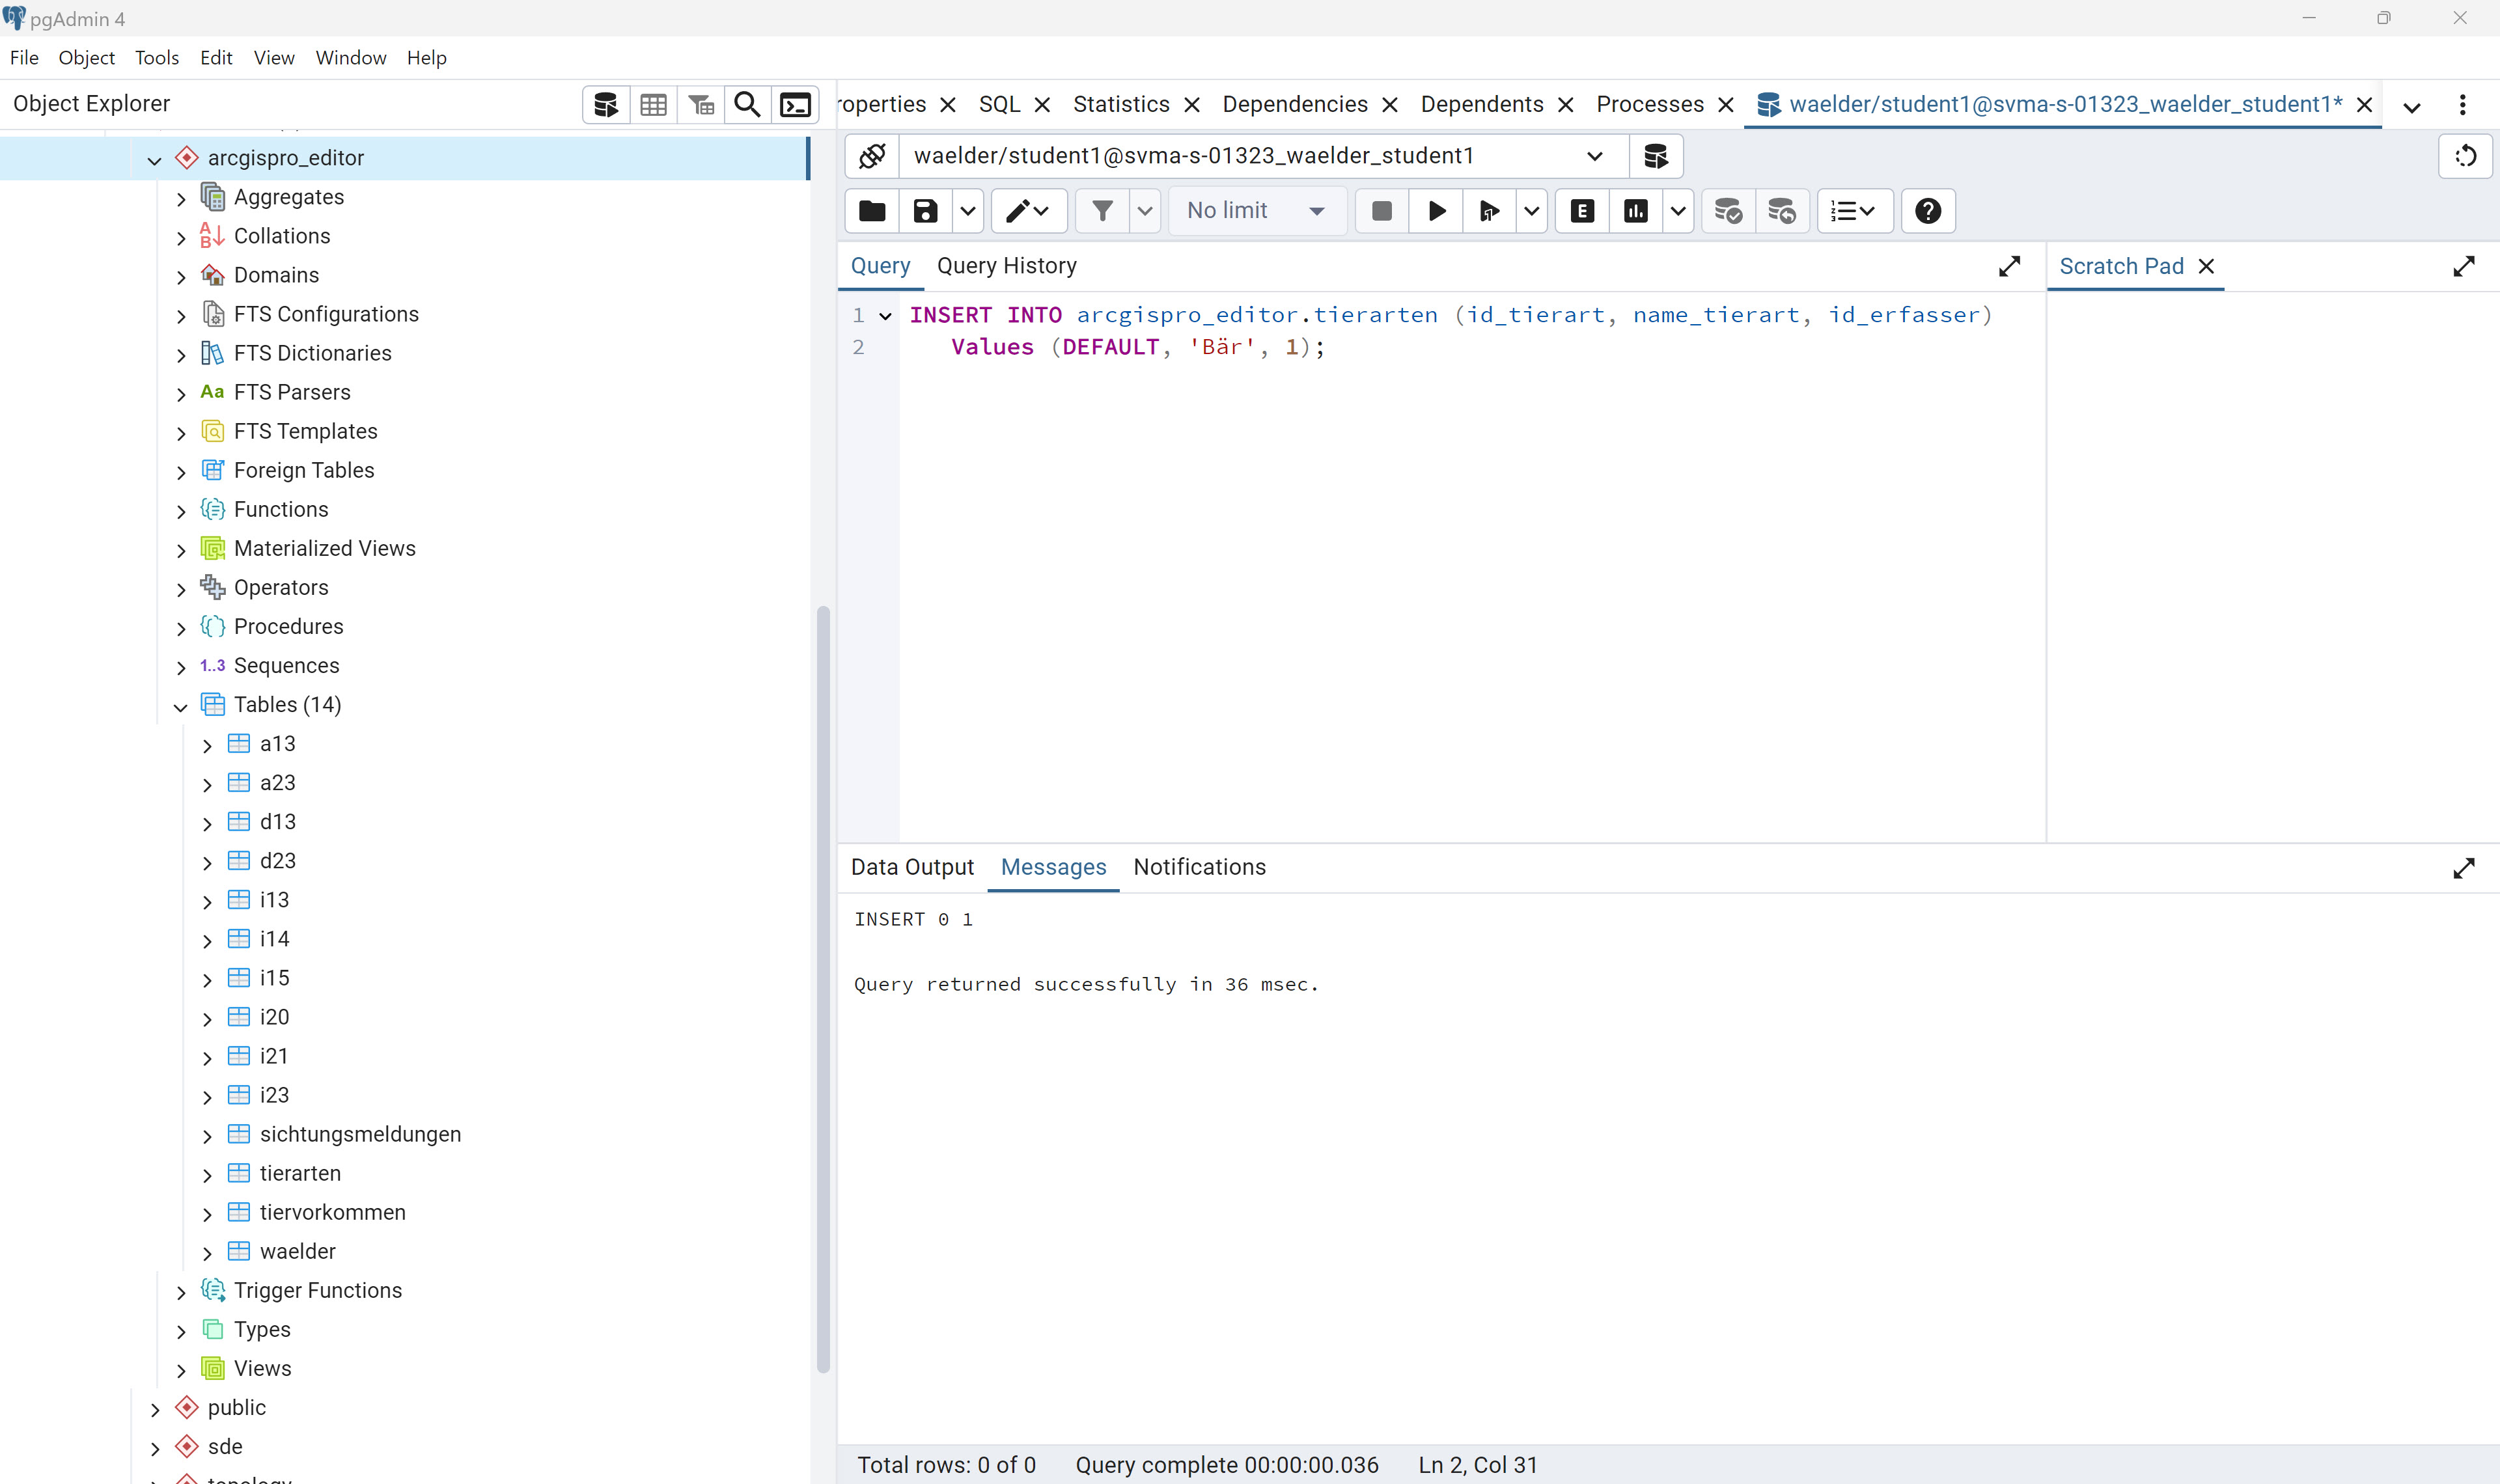 pgAdmin 4
File Object Tools Edit View Window Help
Object Explorer
roperties SQL Statistics Dependencies Dependents Processes waelder/student1@svma-s-01323_waelder_student1*
arcgispro_editor
Aggregates
Collations
Domains
FTS Configurations
FTS Dictionaries
Aa FTS Parsers
FTS Templates
Foreign Tables
Functions
Materialized Views
Operators
Procedures
1..3 Sequences
Tables (14)
a13
a23
d13
d23
i13
i14
i15
i20
i21
i23
sichtungsmeldungen
tierarten
tiervorkommen
waelder
Trigger Functions
Types
Views
public
sde
waelder/student1@svma-s-01323_waelder_student1
No limit
Query Query History
Scratch Pad
1 INSERT INTO arcgispro_editor.tierarten (id_tierart, name_tierart, id_erfasser)
2 Values (DEFAULT, 'Bär', 1);
Data Output Messages Notifications
INSERT 0 1
Query returned successfully in 36 msec.
Total rows: 0 of 0 Query complete 00:00:00.036 Ln 2, Col 31